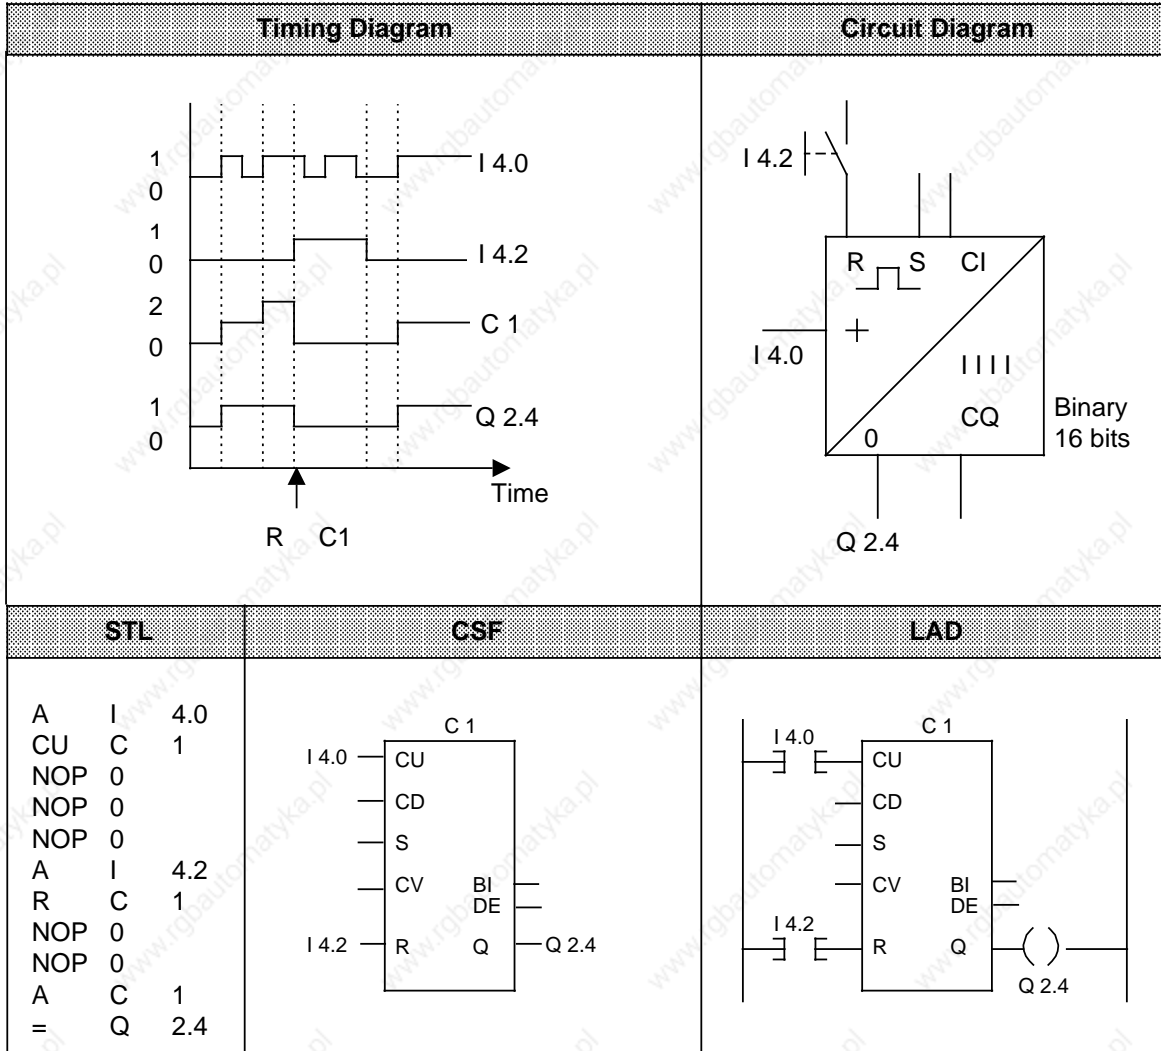 Timing Diagram
Circuit Diagram
1
0
I 4.0
1
0
I 4.2
2
0
C 1
1
0
Q 2.4
Time
R C1
I 4.2
R S CI
I 4.0
+
I I I I
CQ
0
Binary
16 bits
Q 2.4
STL
CSF
LAD
A I 4.0
CU C 1
NOP 0
NOP 0
NOP 0
A I 4.2
R C 1
NOP 0
NOP 0
A C 1
= Q 2.4
C 1
I 4.0
CU
CD
S
CV
BI
DE
I 4.2
R
Q
Q 2.4
C 1
I 4.0
CU
CD
S
CV
BI
DE
I 4.2
R
Q
( )
Q 2.4
www.rgbautomatyka.pl